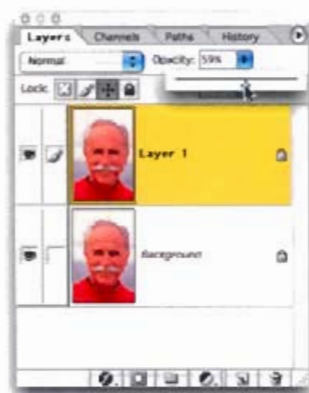 Layers Channels Paths History
Normal Opacity: 59%
Lock:
Layer 1
Background